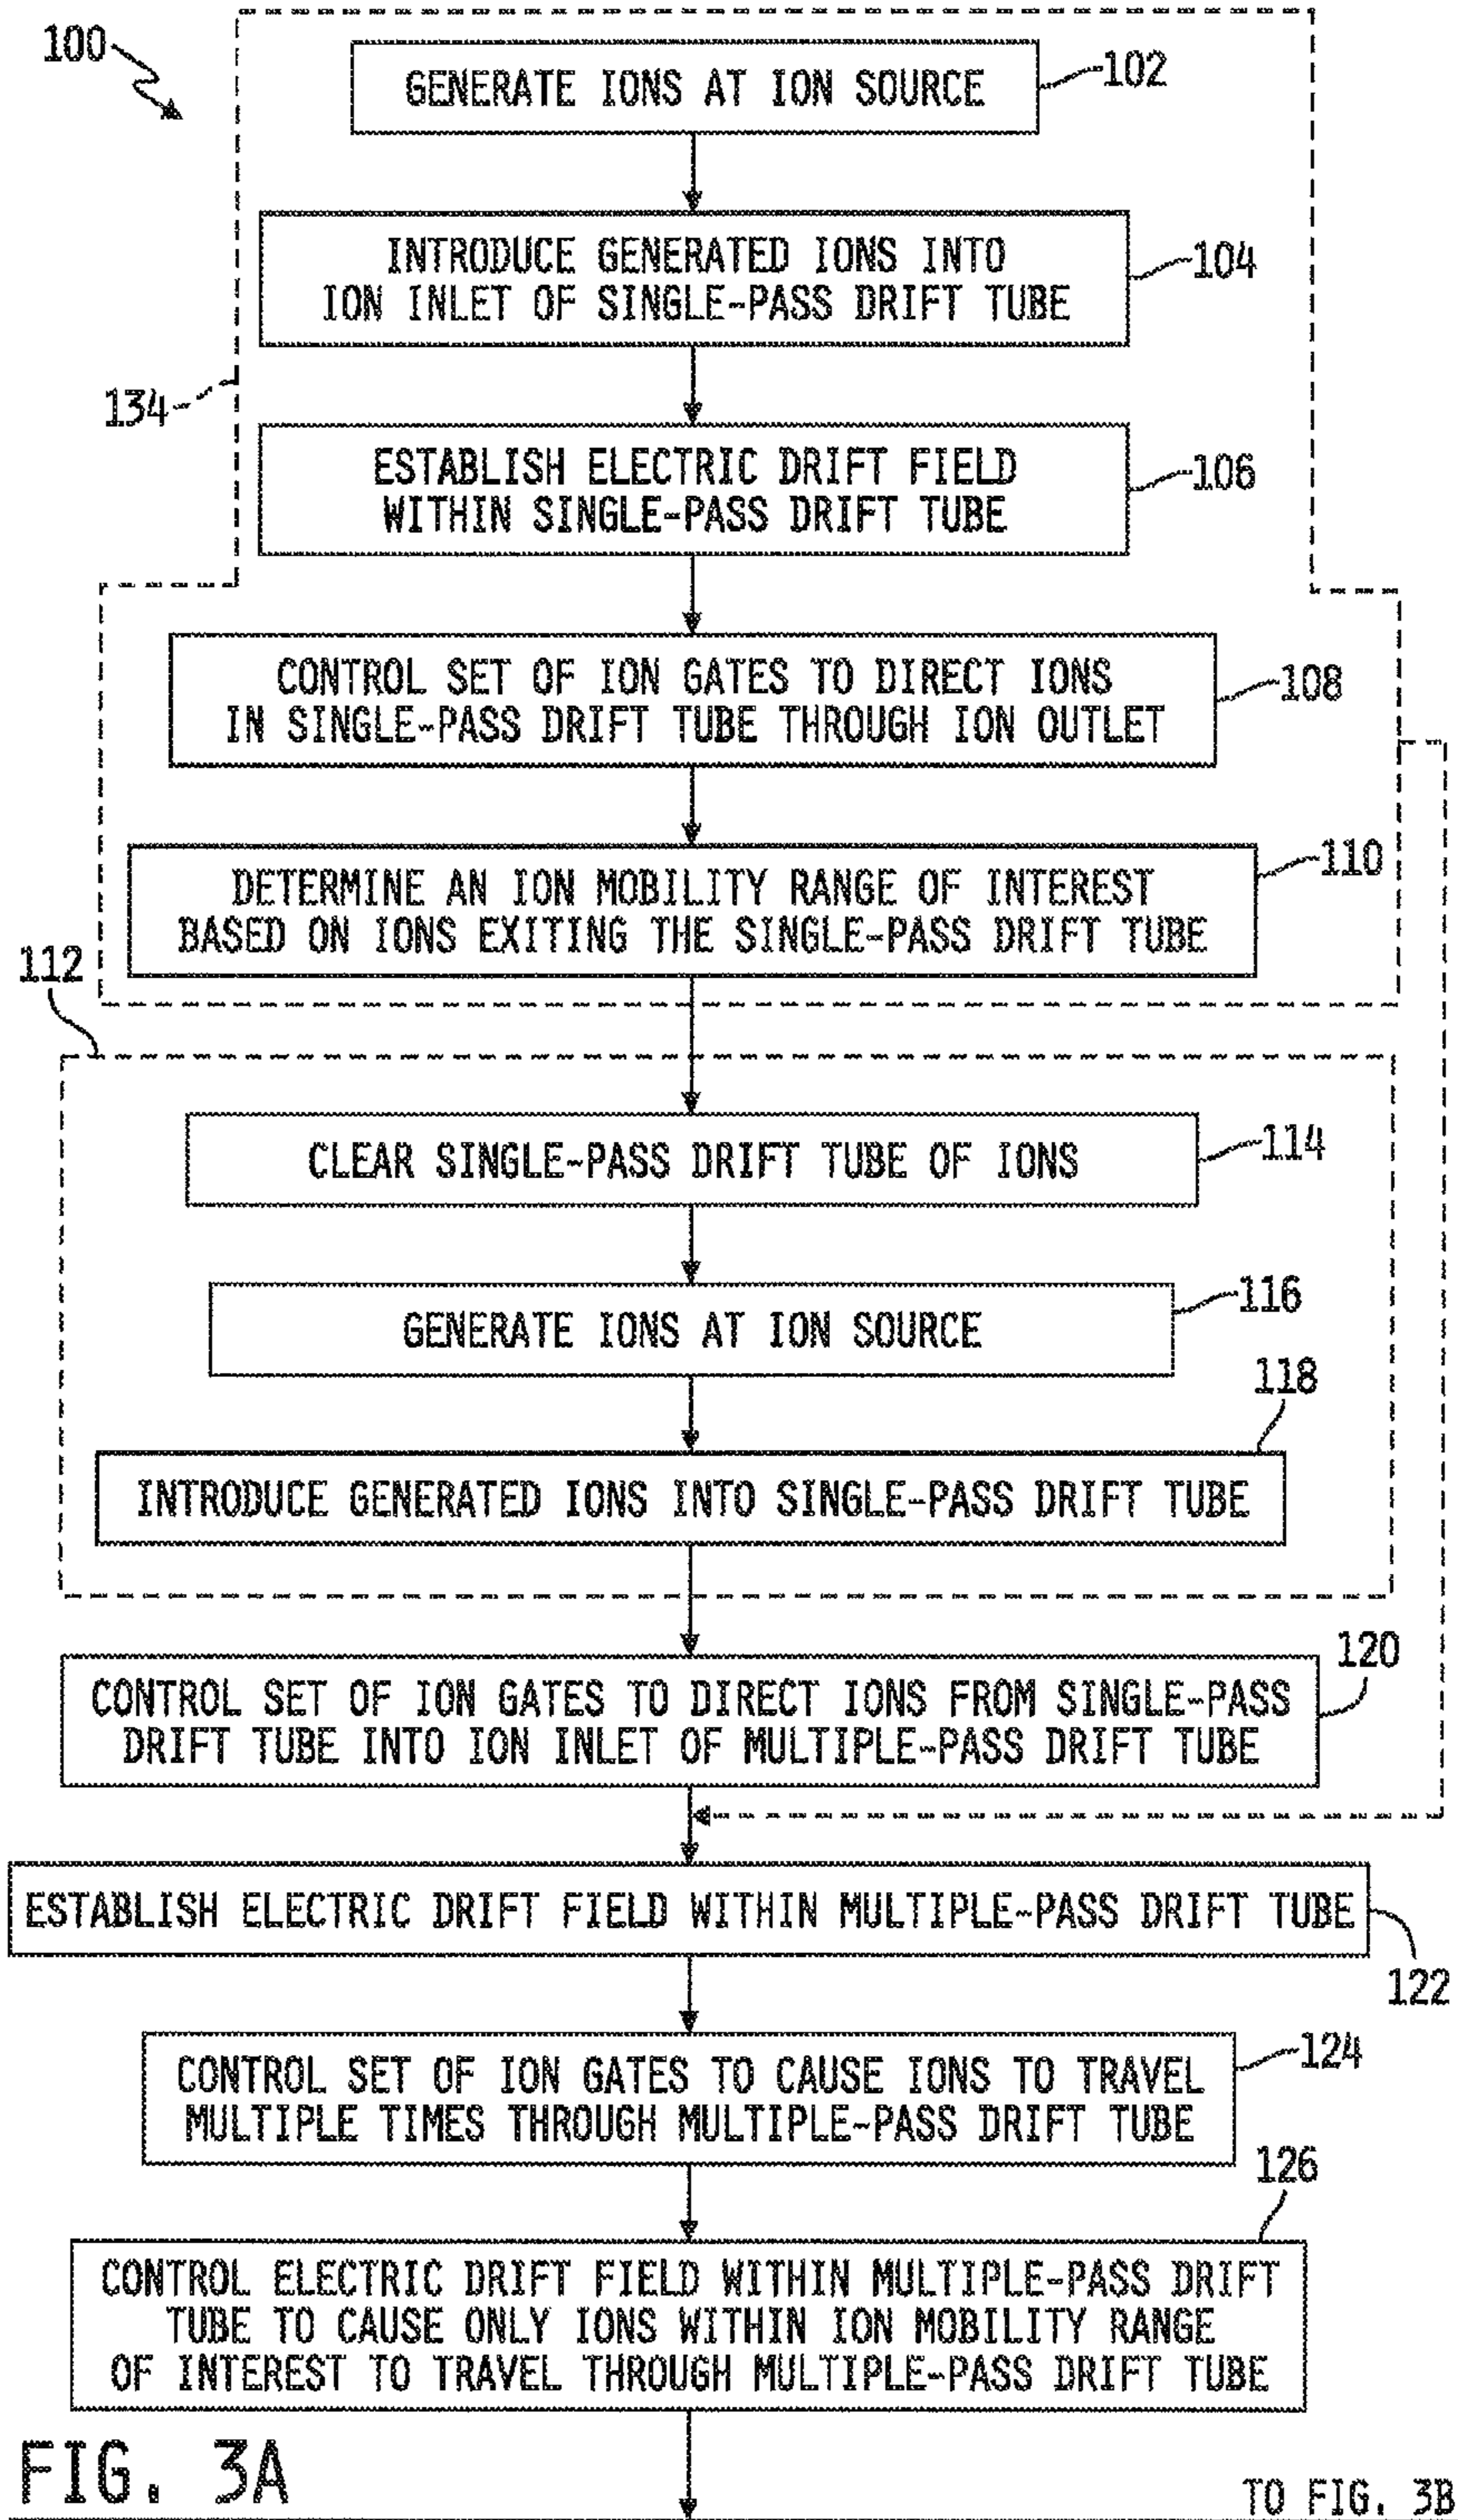 100
GENERATE IONS AT ION SOURCE
102
INTRODUCE GENERATED IONS INTO
ION INLET OF SINGLE-PASS DRIFT TUBE
104
134
ESTABLISH ELECTRIC DRIFT FIELD
WITHIN SINGLE-PASS DRIFT TUBE
106
CONTROL SET OF ION GATES TO DIRECT IONS
IN SINGLE-PASS DRIFT TUBE THROUGH ION OUTLET
108
DETERMINE AN ION MOBILITY RANGE OF INTEREST
BASED ON IONS EXITING THE SINGLE-PASS DRIFT TUBE
110
112
CLEAR SINGLE-PASS DRIFT TUBE OF IONS
114
GENERATE IONS AT ION SOURCE
116
118
INTRODUCE GENERATED IONS INTO SINGLE-PASS DRIFT TUBE
120
CONTROL SET OF ION GATES TO DIRECT IONS FROM SINGLE-PASS
DRIFT TUBE INTO ION INLET OF MULTIPLE-PASS DRIFT TUBE
ESTABLISH ELECTRIC DRIFT FIELD WITHIN MULTIPLE-PASS DRIFT TUBE
122
CONTROL SET OF ION GATES TO CAUSE IONS TO TRAVEL
MULTIPLE TIMES THROUGH MULTIPLE-PASS DRIFT TUBE
124
126
CONTROL ELECTRIC DRIFT FIELD WITHIN MULTIPLE-PASS DRIFT
TUBE TO CAUSE ONLY IONS WITHIN ION MOBILITY RANGE
OF INTEREST TO TRAVEL THROUGH MULTIPLE-PASS DRIFT TUBE
FIG. 3A
TO FIG. 3B